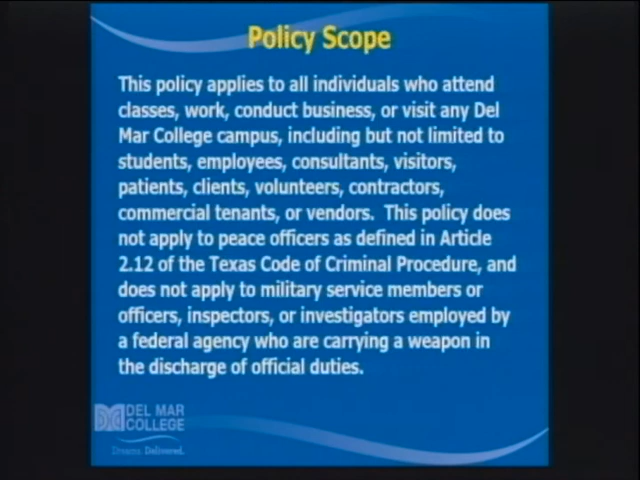 Policy Scope
This policy applies to all individuals who attend
classes, work, conduct business, or visit any Del
Mar College campus, including but not limited to
students, employees, consultants, visitors,
patients, clients, volunteers, contractors,
commercial tenants, or vendors.  This policy does
not apply to peace officers as defined in Article
2.12 of the Texas Code of Criminal Procedure, and
does not apply to military service members or
officers, inspectors, or investigators employed by
a federal agency who are carrying a weapon in
the discharge of official duties.
DEL MAR
COLLEGE
Dreams. Delivered.